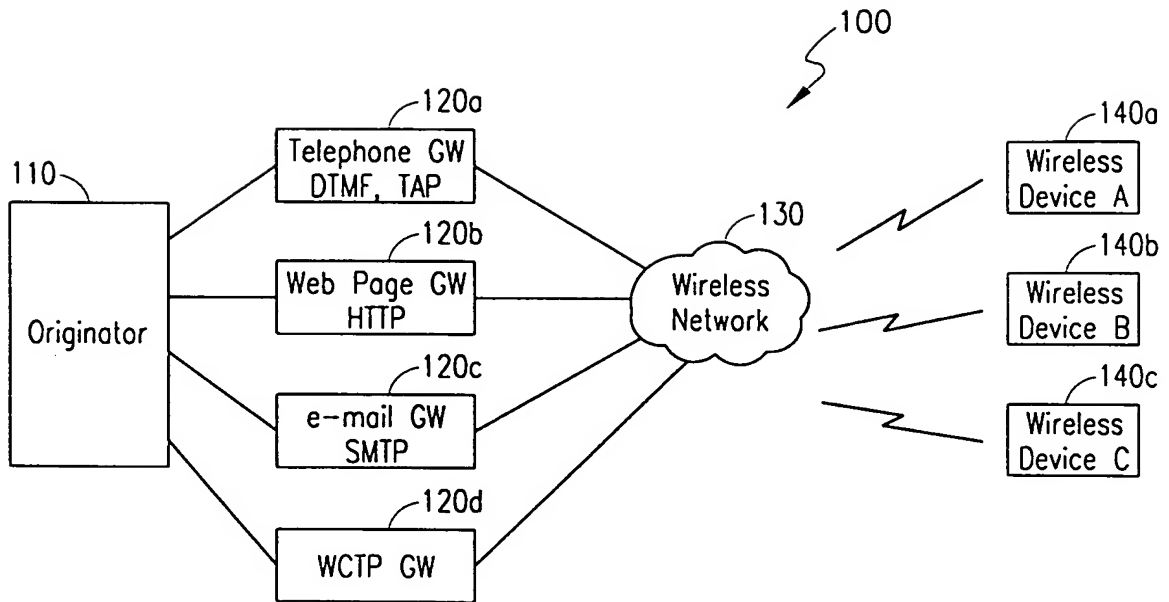 100
120a
Telephone GW
DTMF, TAP
140a
Wireless
Device A
110
Originator
120b
Web Page GW
HTTP
130
Wireless
Network
140b
Wireless
Device B
120c
e-mail GW
SMTP
140c
Wireless
Device C
120d
WCTP GW